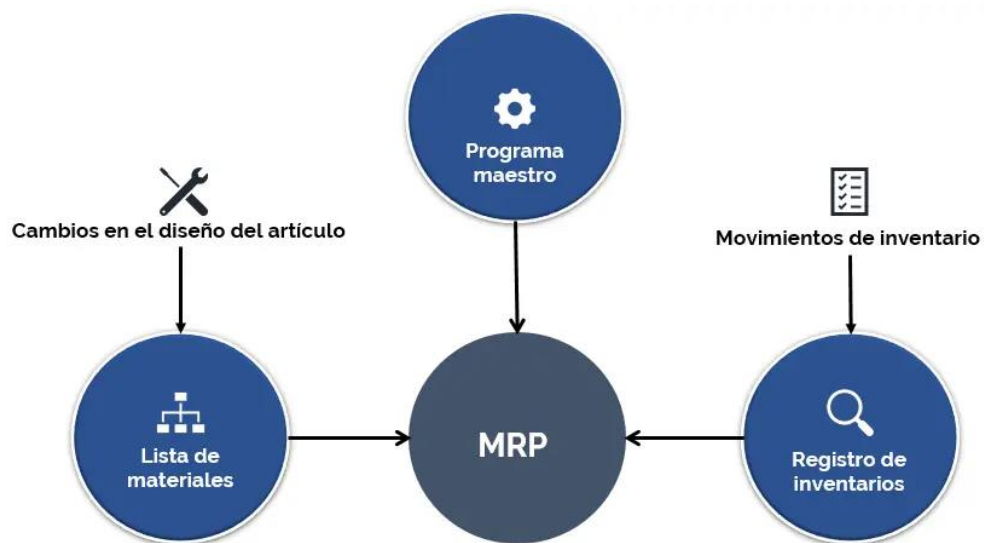 Programa
maestro
Cambios en el diseño del artículo
Movimientos de inventario
Lista de
materiales
MRP
Registro de
inventarios